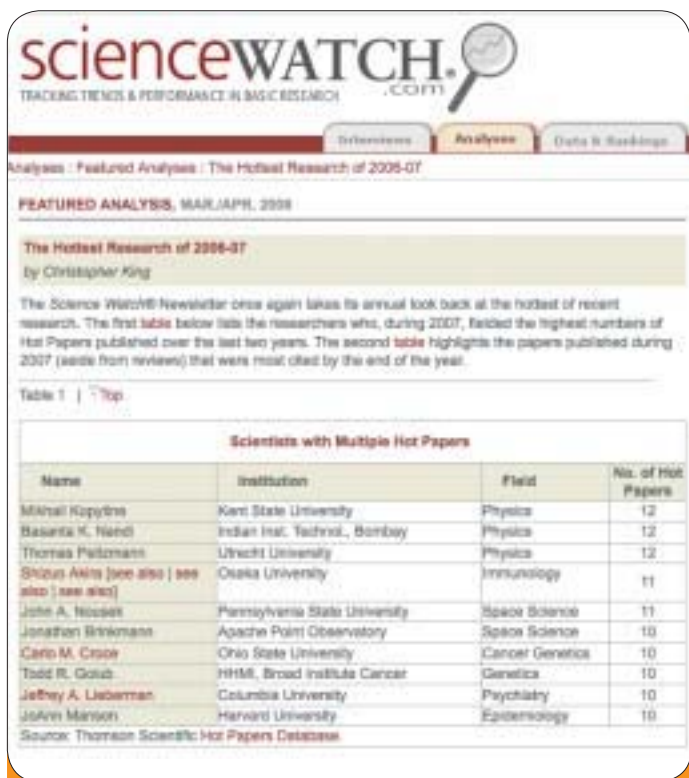 scienceWATCH®
.com
TRACKING TRENDS & PERFORMANCE IN BASIC RESEARCH
Interviews Analyses Data & Rankings
Analyses : Featured Analyses : The Hottest Research of 2006-07
FEATURED ANALYSIS, MAR./APR. 2008
The Hottest Research of 2006-07
by Christopher King
The Science Watch® Newsletter once again takes its annual look back at the hottest of recent
research. The first table below lists the researchers who, during 2007, fielded the highest numbers of
Hot Papers published over the last two years. The second table highlights the papers published during
2007 (aside from reviews) that were most cited by the end of the year.
Table 1 | Top
Scientists with Multiple Hot Papers
Name Institution Field No. of Hot
Papers
Mikhail Kopytine Kent State University Physics 12
Basanta K. Nandi Indian Inst. Technol., Bombay Physics 12
Thomas Peitzmann Utrecht University Physics 12
Shizuo Akira [see also | see
also | see also] Osaka University Immunology 11
John A. Nousek Pennsylvania State University Space Science 11
Jonathan Brinkmann Apache Point Observatory Space Science 10
Carlo M. Croce Ohio State University Cancer Genetics 10
Todd R. Golub HHMI, Broad Institute Cancer Genetics 10
Jeffrey A. Lieberman Columbia University Psychiatry 10
JoAnn Manson Harvard University Epidemiology 10
Source: Thomson Scientific Hot Papers Database